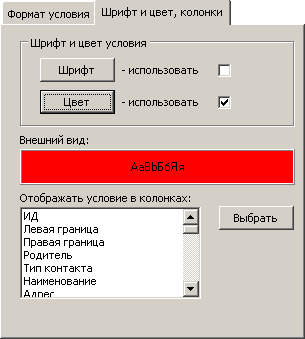 Формат условия Шрифт и цвет, колонки
Шрифт и цвет условия
Шрифт - использовать
Цвет - использовать
Внешний вид:
АаВЬБбЯя
Отображать условие в колонках:
ИД
Выбрать
Левая граница
Правая граница
Родитель
Тип контакта
Наименование
Адрес